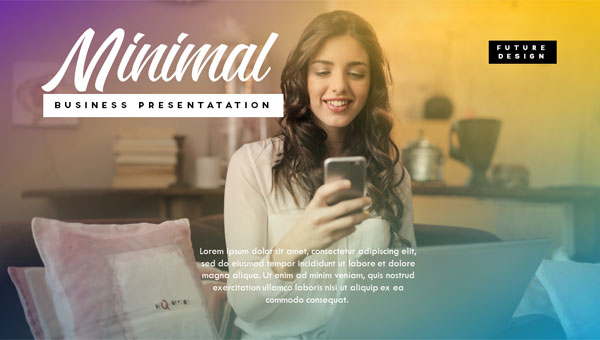 Minimal
BUSINESS PRESENTATATION
FUTURE
DESIGN
Lorem ipsum dolor sit amet, consectetur adipiscing elit,
sed do eiusmod tempor incididunt ut labore et dolore
magna aliqua. Ut enim ad minim veniam, quis nostrud
exercitation ullamco laboris nisi ut aliquip ex ea
commodo consequat.